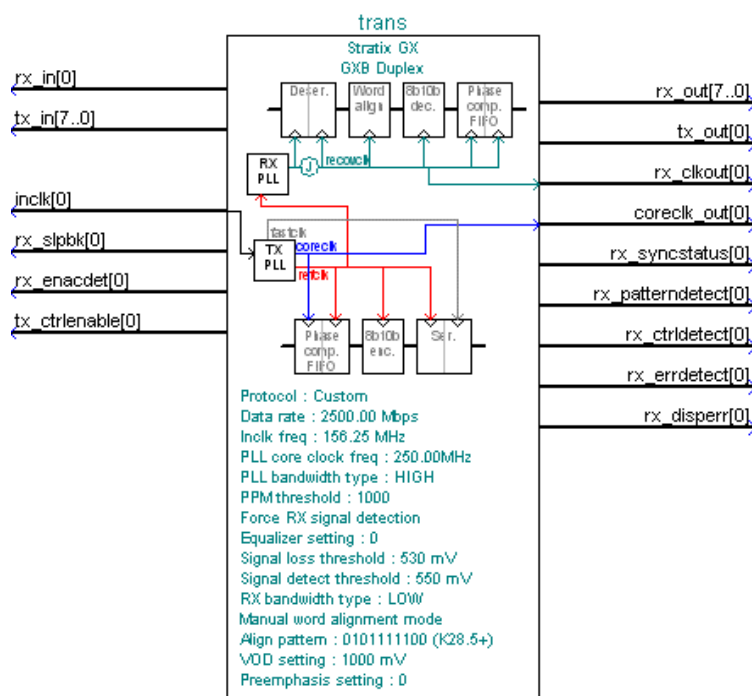 trans
Stratix GX
GXB Duplex
rx_in[0]
tx_in[7..0]
inclk[0]
rx_slpbk[0]
rx_enacdet[0]
tx_ctrlenable[0]
Deser.
Word
align
8b10b
dec.
Phase
comp.
FIFO
RX
PLL
J
recovclk
TX
PLL
fastclk
coreclk
refclk
Phase
comp.
FIFO
8b10b
enc.
Ser.
rx_out[7..0]
tx_out[0]
rx_clkout[0]
coreclk_out[0]
rx_syncstatus[0]
rx_patterndetect[0]
rx_ctrldetect[0]
rx_errdetect[0]
rx_disperr[0]
Protocol : Custom
Data rate : 2500.00 Mbps
Inclk freq : 156.25 MHz
PLL core clock freq : 250.00MHz
PLL bandwidth type : HIGH
PPM threshold : 1000
Force RX signal detection
Equalizer setting : 0
Signal loss threshold : 530 mV
Signal detect threshold : 550 mV
RX bandwidth type : LOW
Manual word alignment mode
Align pattern : 0101111100 (K28.5+)
VOD setting : 1000 mV
Preemphasis setting : 0